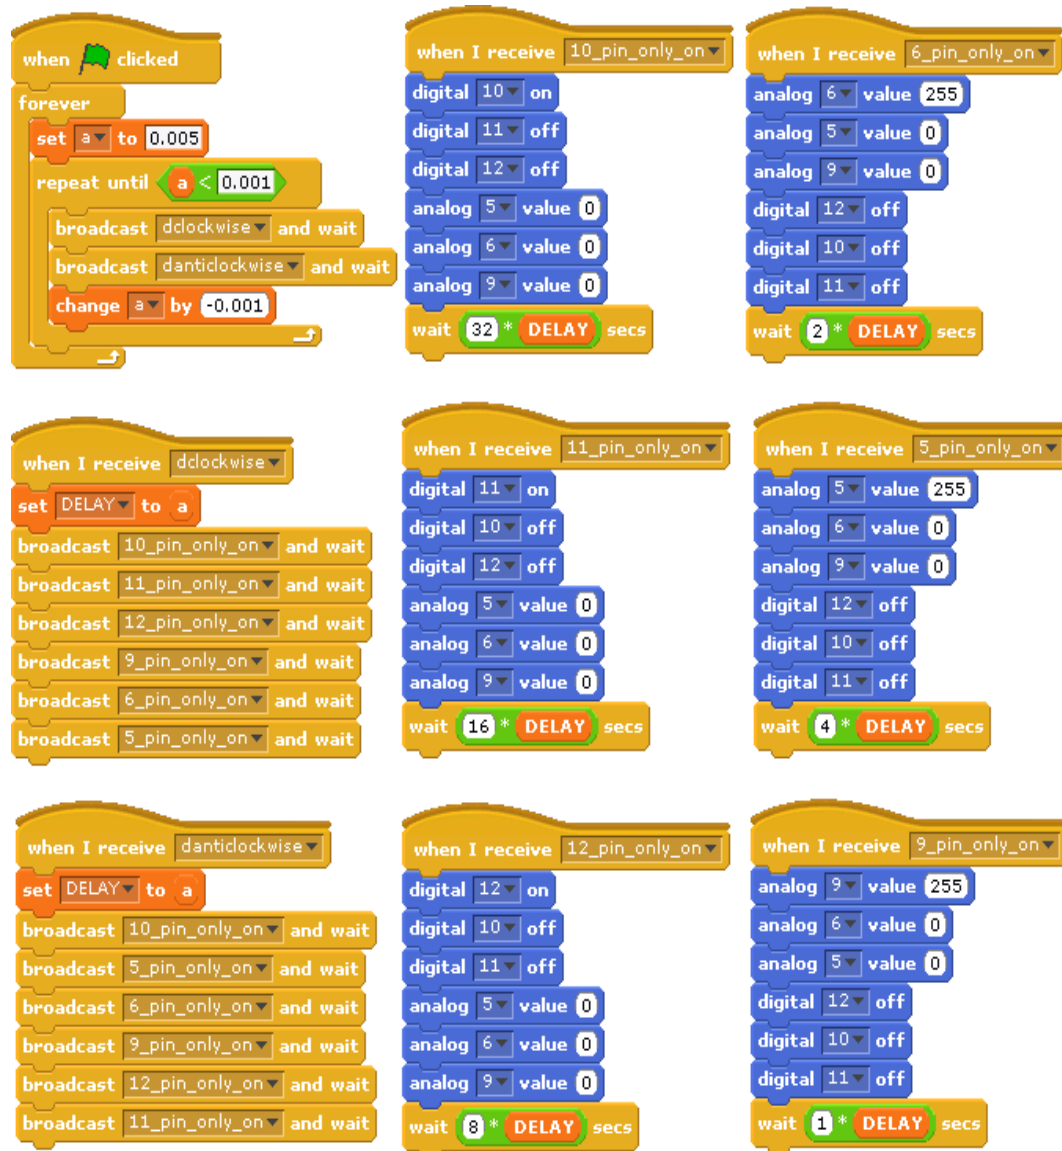 when clicked
forever
set a to 0.005
repeat until a < 0.001
broadcast dclockwise and wait
broadcast danticlockwise and wait
change a by -0.001
when I receive 10_pin_only_on
digital 10 on
digital 11 off
digital 12 off
analog 5 value 0
analog 6 value 0
analog 9 value 0
wait 32 * DELAY secs
when I receive 6_pin_only_on
analog 6 value 255
analog 5 value 0
analog 9 value 0
digital 12 off
digital 10 off
digital 11 off
wait 2 * DELAY secs
when I receive dclockwise
set DELAY to a
broadcast 10_pin_only_on and wait
broadcast 11_pin_only_on and wait
broadcast 12_pin_only_on and wait
broadcast 9_pin_only_on and wait
broadcast 6_pin_only_on and wait
broadcast 5_pin_only_on and wait
when I receive 11_pin_only_on
digital 11 on
digital 10 off
digital 12 off
analog 5 value 0
analog 6 value 0
analog 9 value 0
wait 16 * DELAY secs
when I receive 5_pin_only_on
analog 5 value 255
analog 6 value 0
analog 9 value 0
digital 12 off
digital 10 off
digital 11 off
wait 4 * DELAY secs
when I receive danticlockwise
set DELAY to a
broadcast 10_pin_only_on and wait
broadcast 5_pin_only_on and wait
broadcast 6_pin_only_on and wait
broadcast 9_pin_only_on and wait
broadcast 12_pin_only_on and wait
broadcast 11_pin_only_on and wait
when I receive 12_pin_only_on
digital 12 on
digital 10 off
digital 11 off
analog 5 value 0
analog 6 value 0
analog 9 value 0
wait 8 * DELAY secs
when I receive 9_pin_only_on
analog 9 value 255
analog 6 value 0
analog 5 value 0
digital 12 off
digital 10 off
digital 11 off
wait 1 * DELAY secs